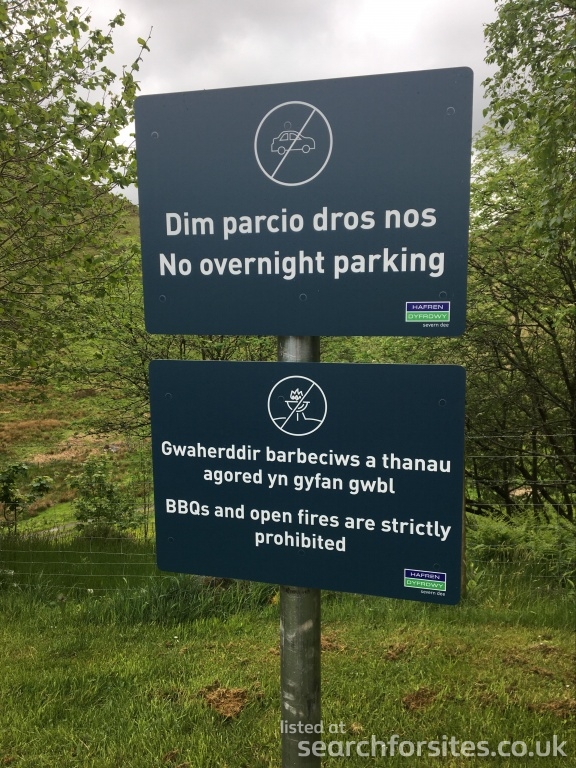 Dim parcio dros nos
No overnight parking
HAFREN
DYFRDWY
severn dee
Gwaherddir barbeciws a thanau
agored yn gyfan gwbl
BBQs and open fires are strictly
prohibited
HAFREN
DYFRDWY
severn dee
listed at
searchforsites.co.uk